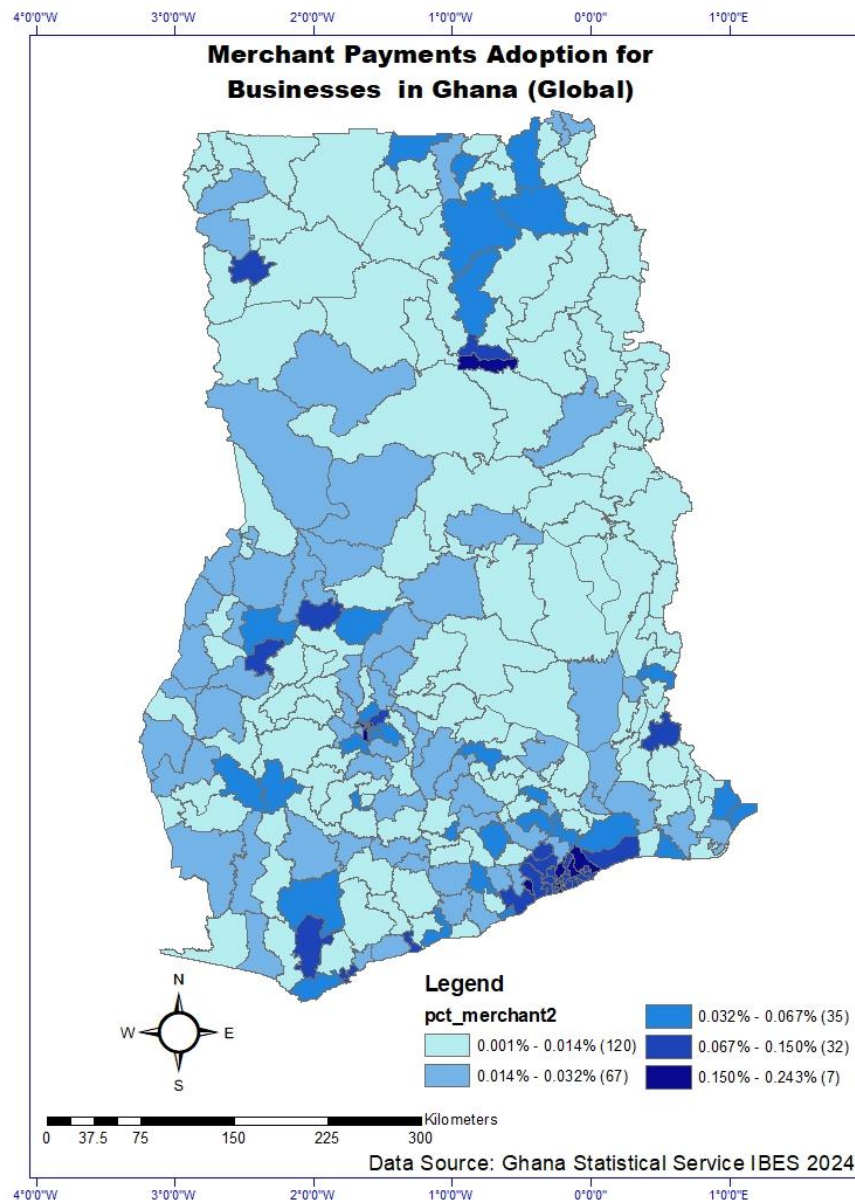 4°0'0"W 3°0'0"W 2°0'0"W 1°0'0"W 0°0'0" 1°0'0"E
Merchant Payments Adoption for
Businesses in Ghana (Global)
N
W E
S
Legend
pct_merchant2
0.001% - 0.014% (120)
0.014% - 0.032% (67)
0.032% - 0.067% (35)
0.067% - 0.150% (32)
0.150% - 0.243% (7)
Kilometers
0 37.5 75 150 225 300
Data Source: Ghana Statistical Service IBES 2024
4°0'0"W 3°0'0"W 2°0'0"W 1°0'0"W 0°0'0" 1°0'0"E